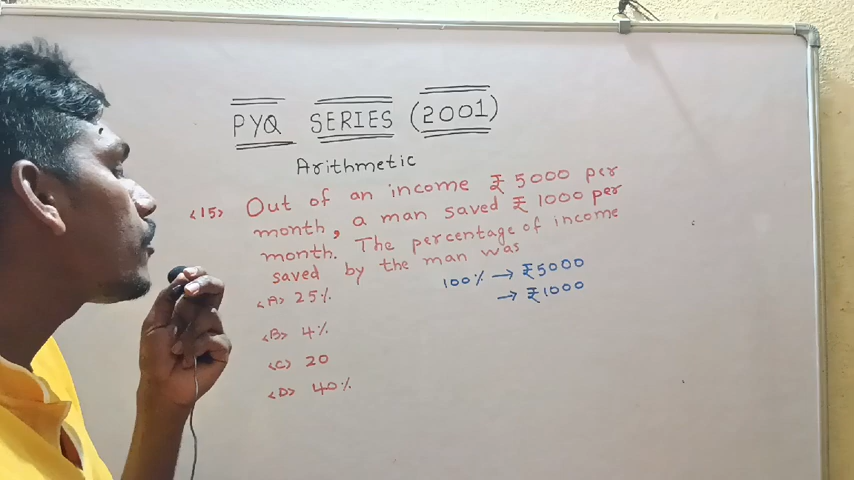 PYQ SERIES (2001)
Arithmetic
<15> Out of an income ₹ 5000 per
month, a man saved ₹ 1000 per
month. The percentage of income
saved by the man was
<A> 25%
<B> 4%
<C> 20
<D> 40%
100% → ₹5000
→ ₹1000